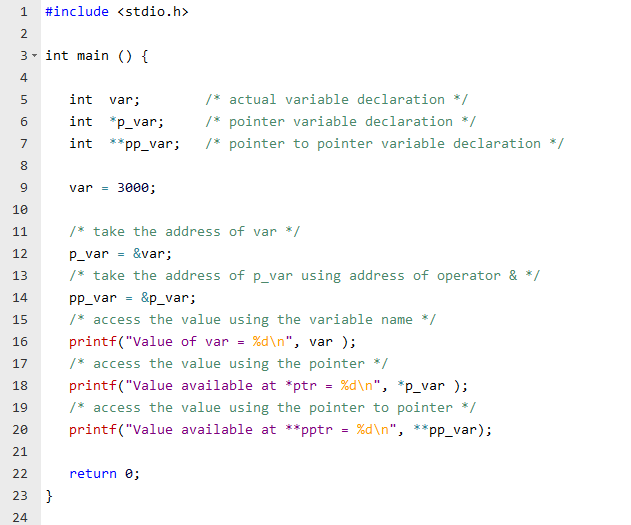 1 #include <stdio.h>
2
3 int main () {
4
5    int  var;        /* actual variable declaration */
6    int  *p_var;     /* pointer variable declaration */
7    int  **pp_var;   /* pointer to pointer variable declaration */
8
9    var = 3000;
10
11    /* take the address of var */
12    p_var = &var;
13    /* take the address of p_var using address of operator & */
14    pp_var = &p_var;
15    /* access the value using the variable name */
16    printf("Value of var = %d\n", var );
17    /* access the value using the pointer */
18    printf("Value available at *ptr = %d\n", *p_var );
19    /* access the value using the pointer to pointer */
20    printf("Value available at **pptr = %d\n", **pp_var);
21
22    return 0;
23 }
24